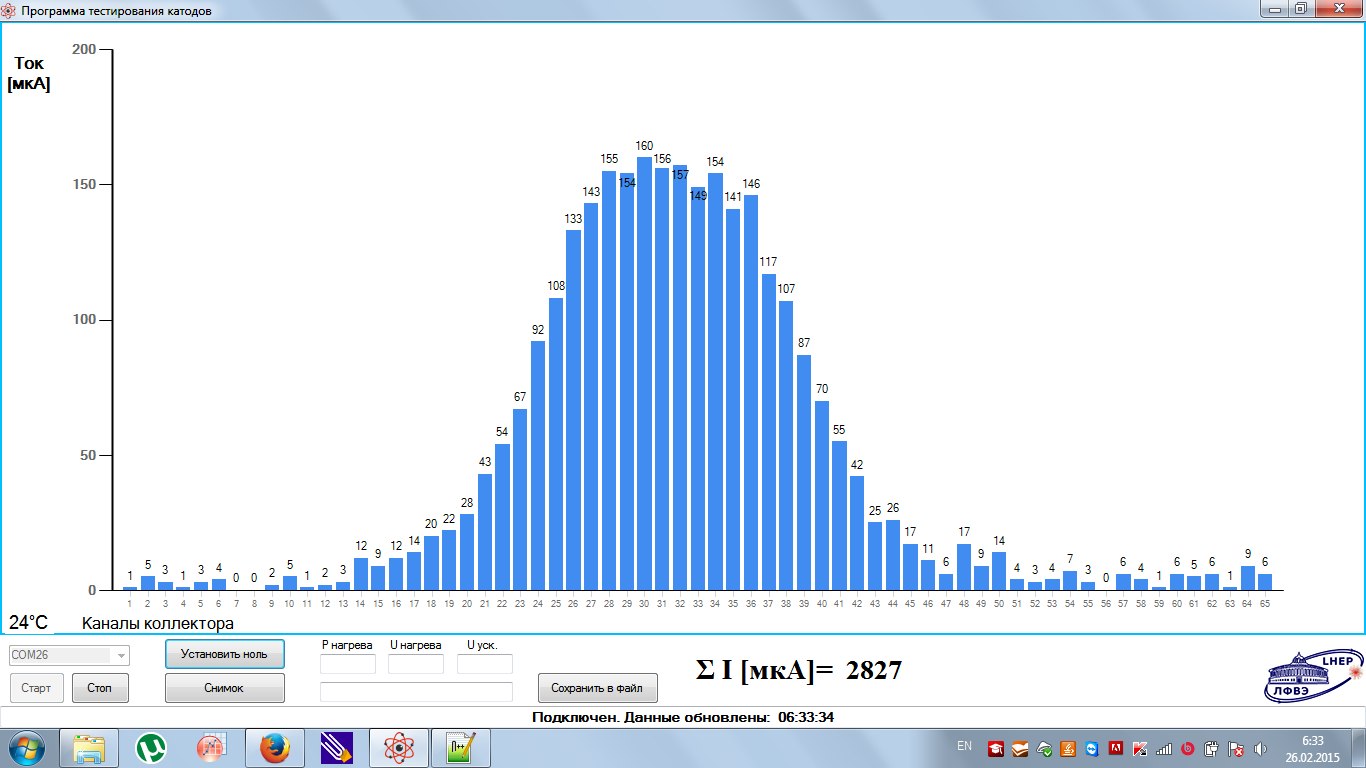 Программа тестирования катодов
Ток
[мкА]
200
150
100
50
0
1 5 3 1 3 4 0 0 2 5 1 2 3 12 9 12 14 20 22 28 43 54 67 92 108 133 143 155 154 160 156 157 149 154 141 146 117 107 87 70 55 42 25 26 17 11 6 17 9 14 4 3 4 7 3 0 6 4 1 6 5 6 1 9 6
1 2 3 4 5 6 7 8 9 10 11 12 13 14 15 16 17 18 19 20 21 22 23 24 25 26 27 28 29 30 31 32 33 34 35 36 37 38 39 40 41 42 43 44 45 46 47 48 49 50 51 52 53 54 55 56 57 58 59 60 61 62 63 64 65
24°C Каналы коллектора
COM26 Установить ноль P нагрева U нагрева U уск.
Старт Стоп Снимок Сохранить в файл
Σ I [мкА]= 2827
LHEP
ЛФВЭ
Подключен. Данные обновлены: 06:33:34
EN 6:33
26.02.2015